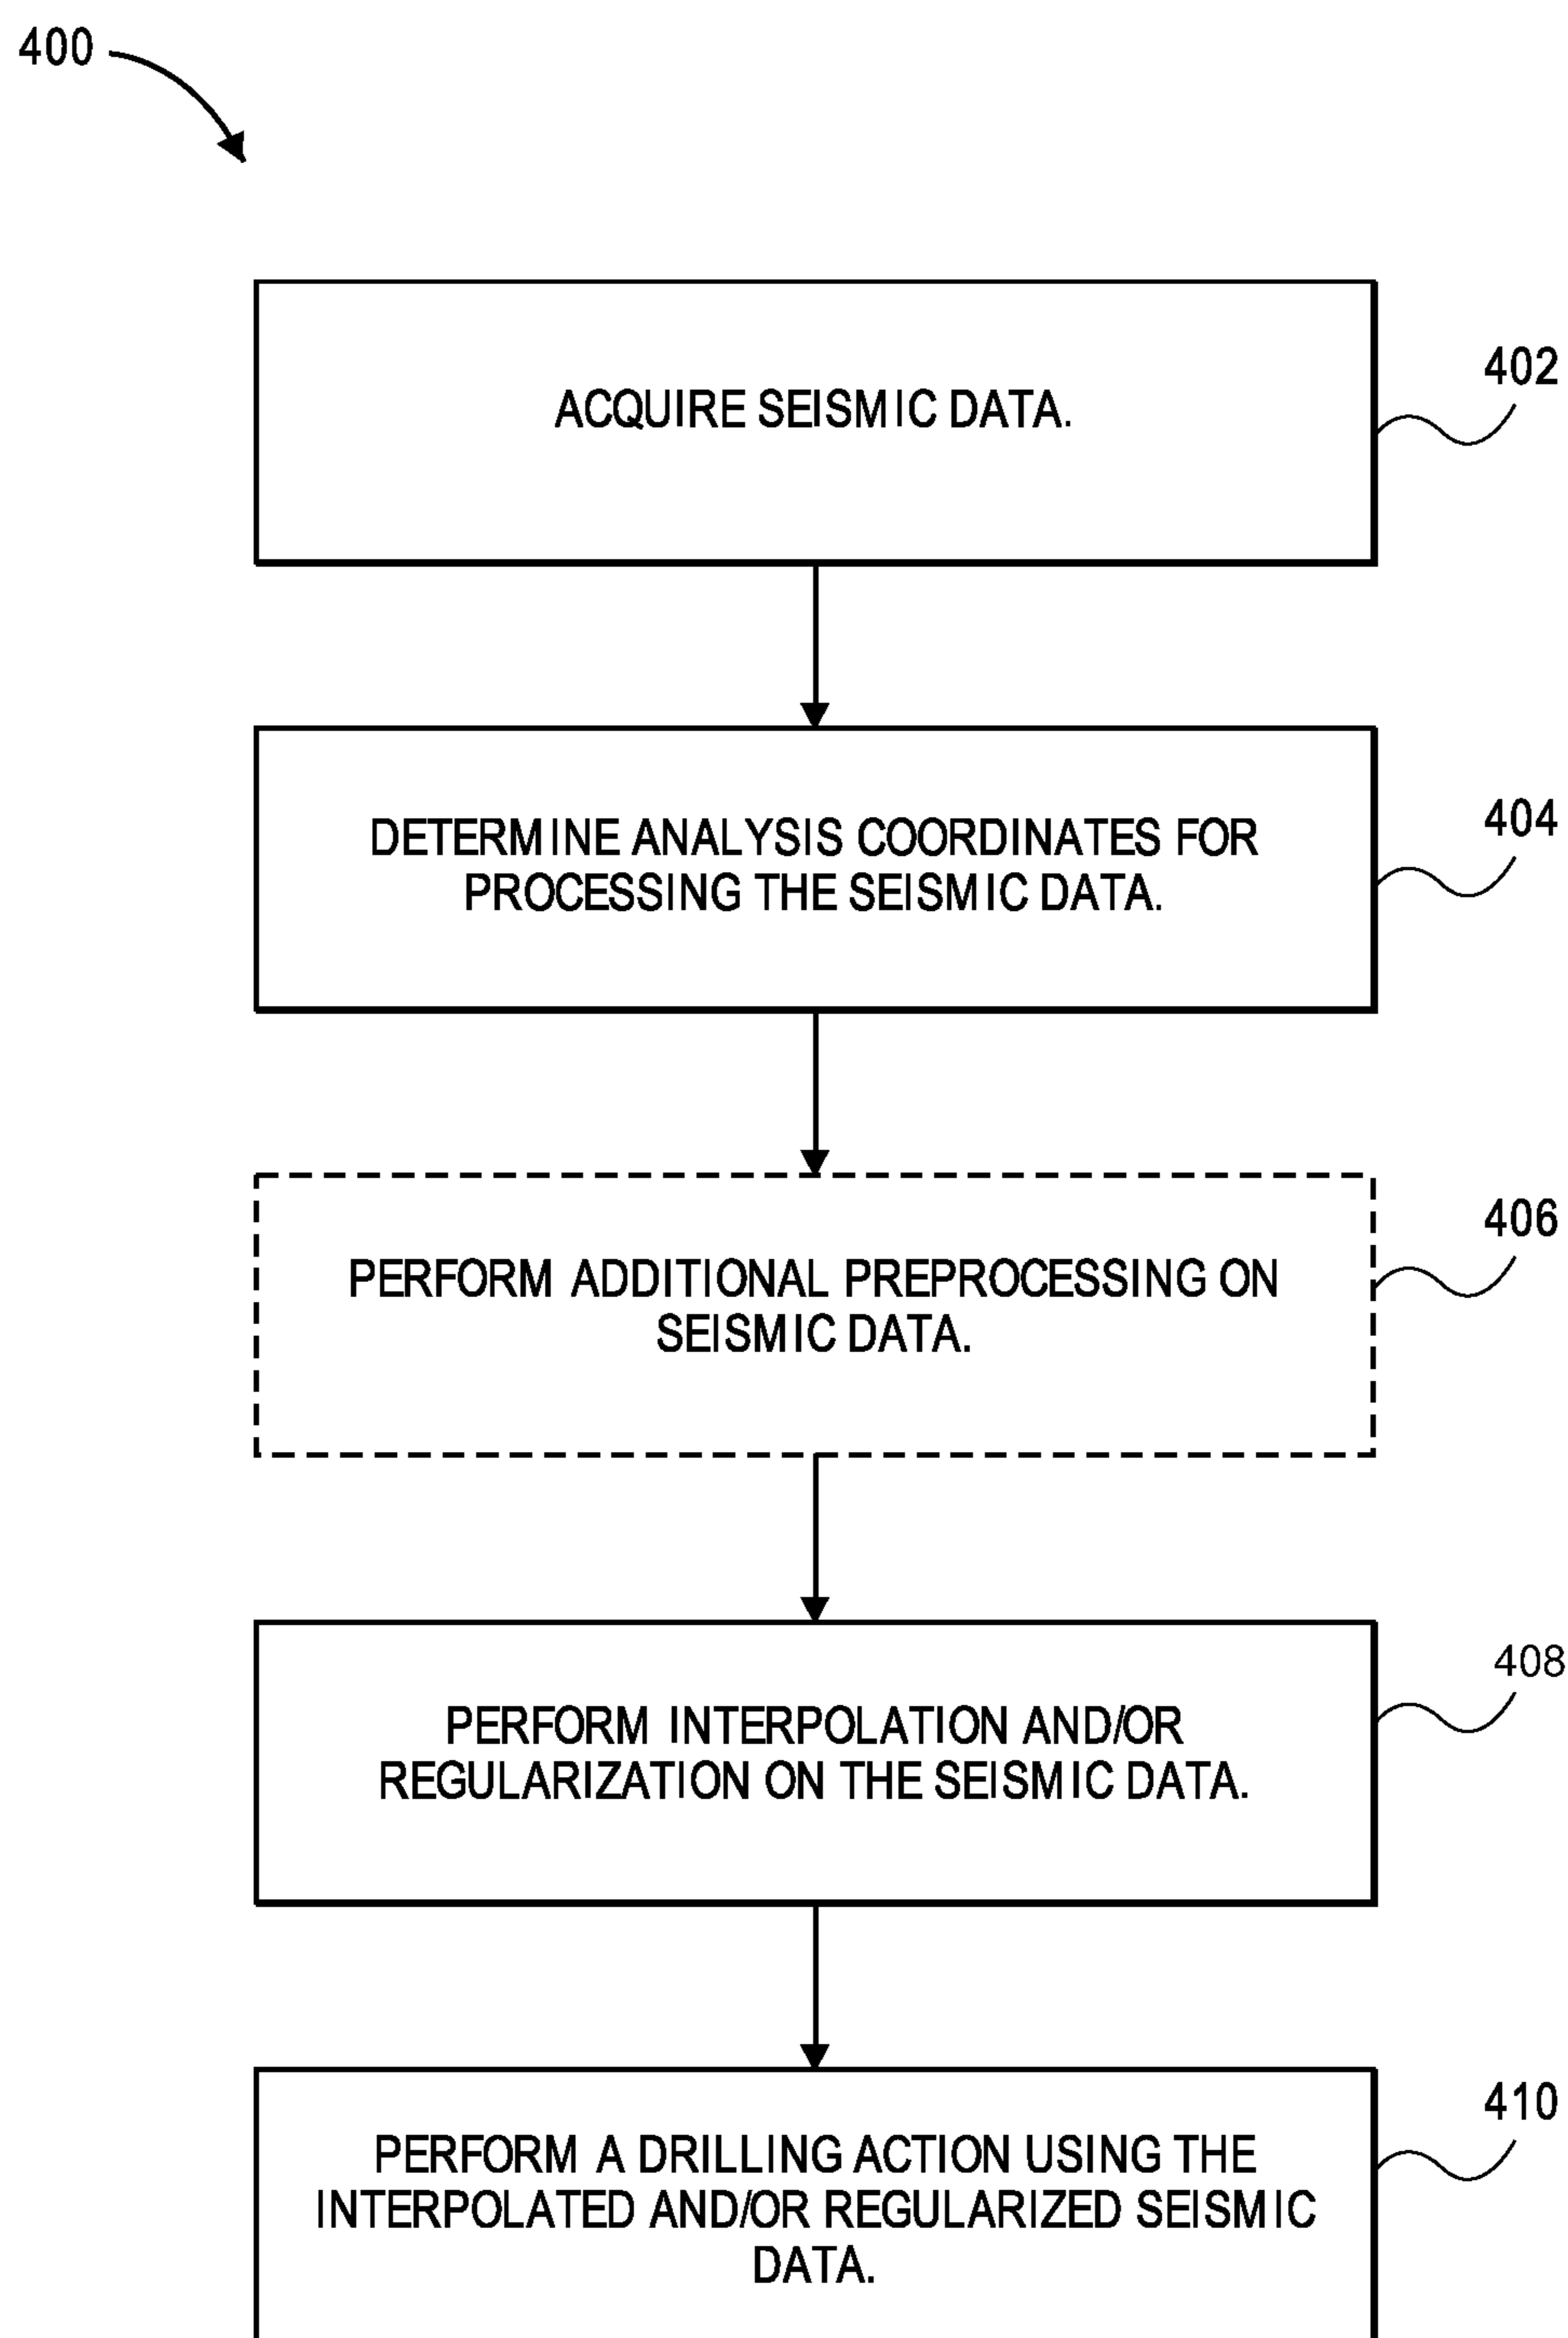 400
ACQUIRE SEISMIC DATA.
402
DETERMINE ANALYSIS COORDINATES FOR
PROCESSING THE SEISMIC DATA.
404
PERFORM ADDITIONAL PREPROCESSING ON
SEISMIC DATA.
406
PERFORM INTERPOLATION AND/OR
REGULARIZATION ON THE SEISMIC DATA.
408
PERFORM A DRILLING ACTION USING THE
INTERPOLATED AND/OR REGULARIZED SEISMIC
DATA.
410